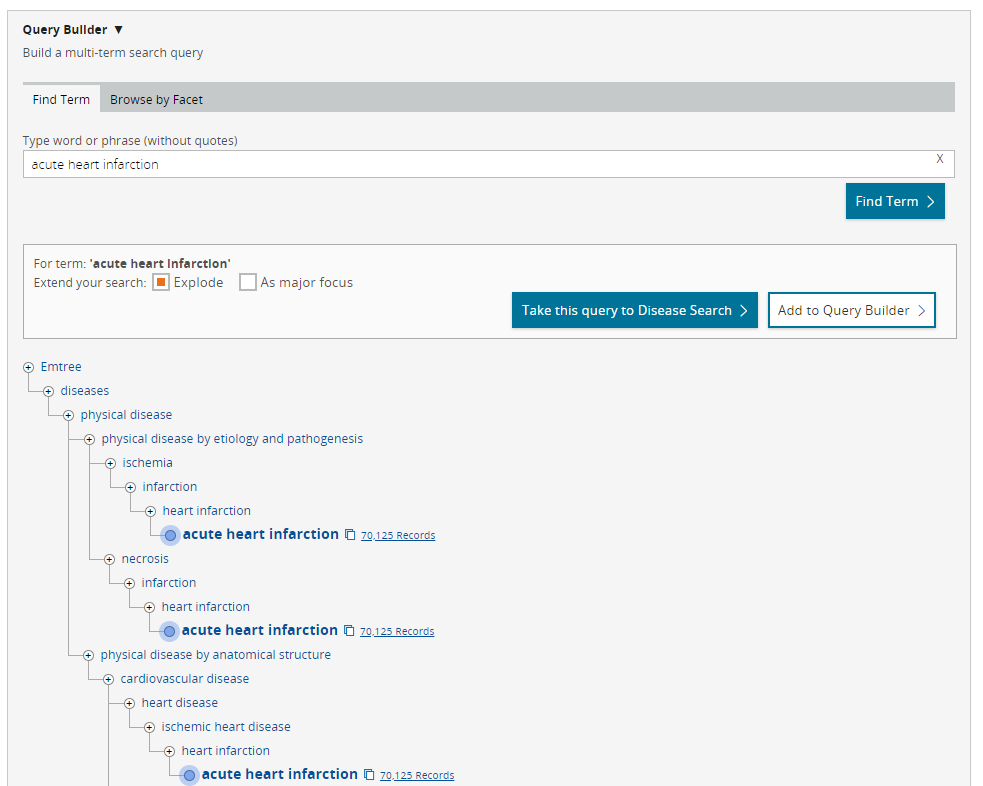 Query Builder ▼
Build a multi-term search query
Find Term Browse by Facet
Type word or phrase (without quotes)
acute heart infarction X
Find Term >
For term: 'acute heart infarction'
Extend your search: Explode As major focus
Take this query to Disease Search > Add to Query Builder >
Emtree
diseases
physical disease
physical disease by etiology and pathogenesis
ischemia
infarction
heart infarction
acute heart infarction 70,125 Records
necrosis
infarction
heart infarction
acute heart infarction 70,125 Records
physical disease by anatomical structure
cardiovascular disease
heart disease
ischemic heart disease
heart infarction
acute heart infarction 70,125 Records